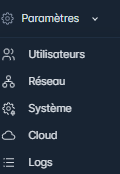 Paramètres
Utilisateurs
Réseau
Système
Cloud
Logs